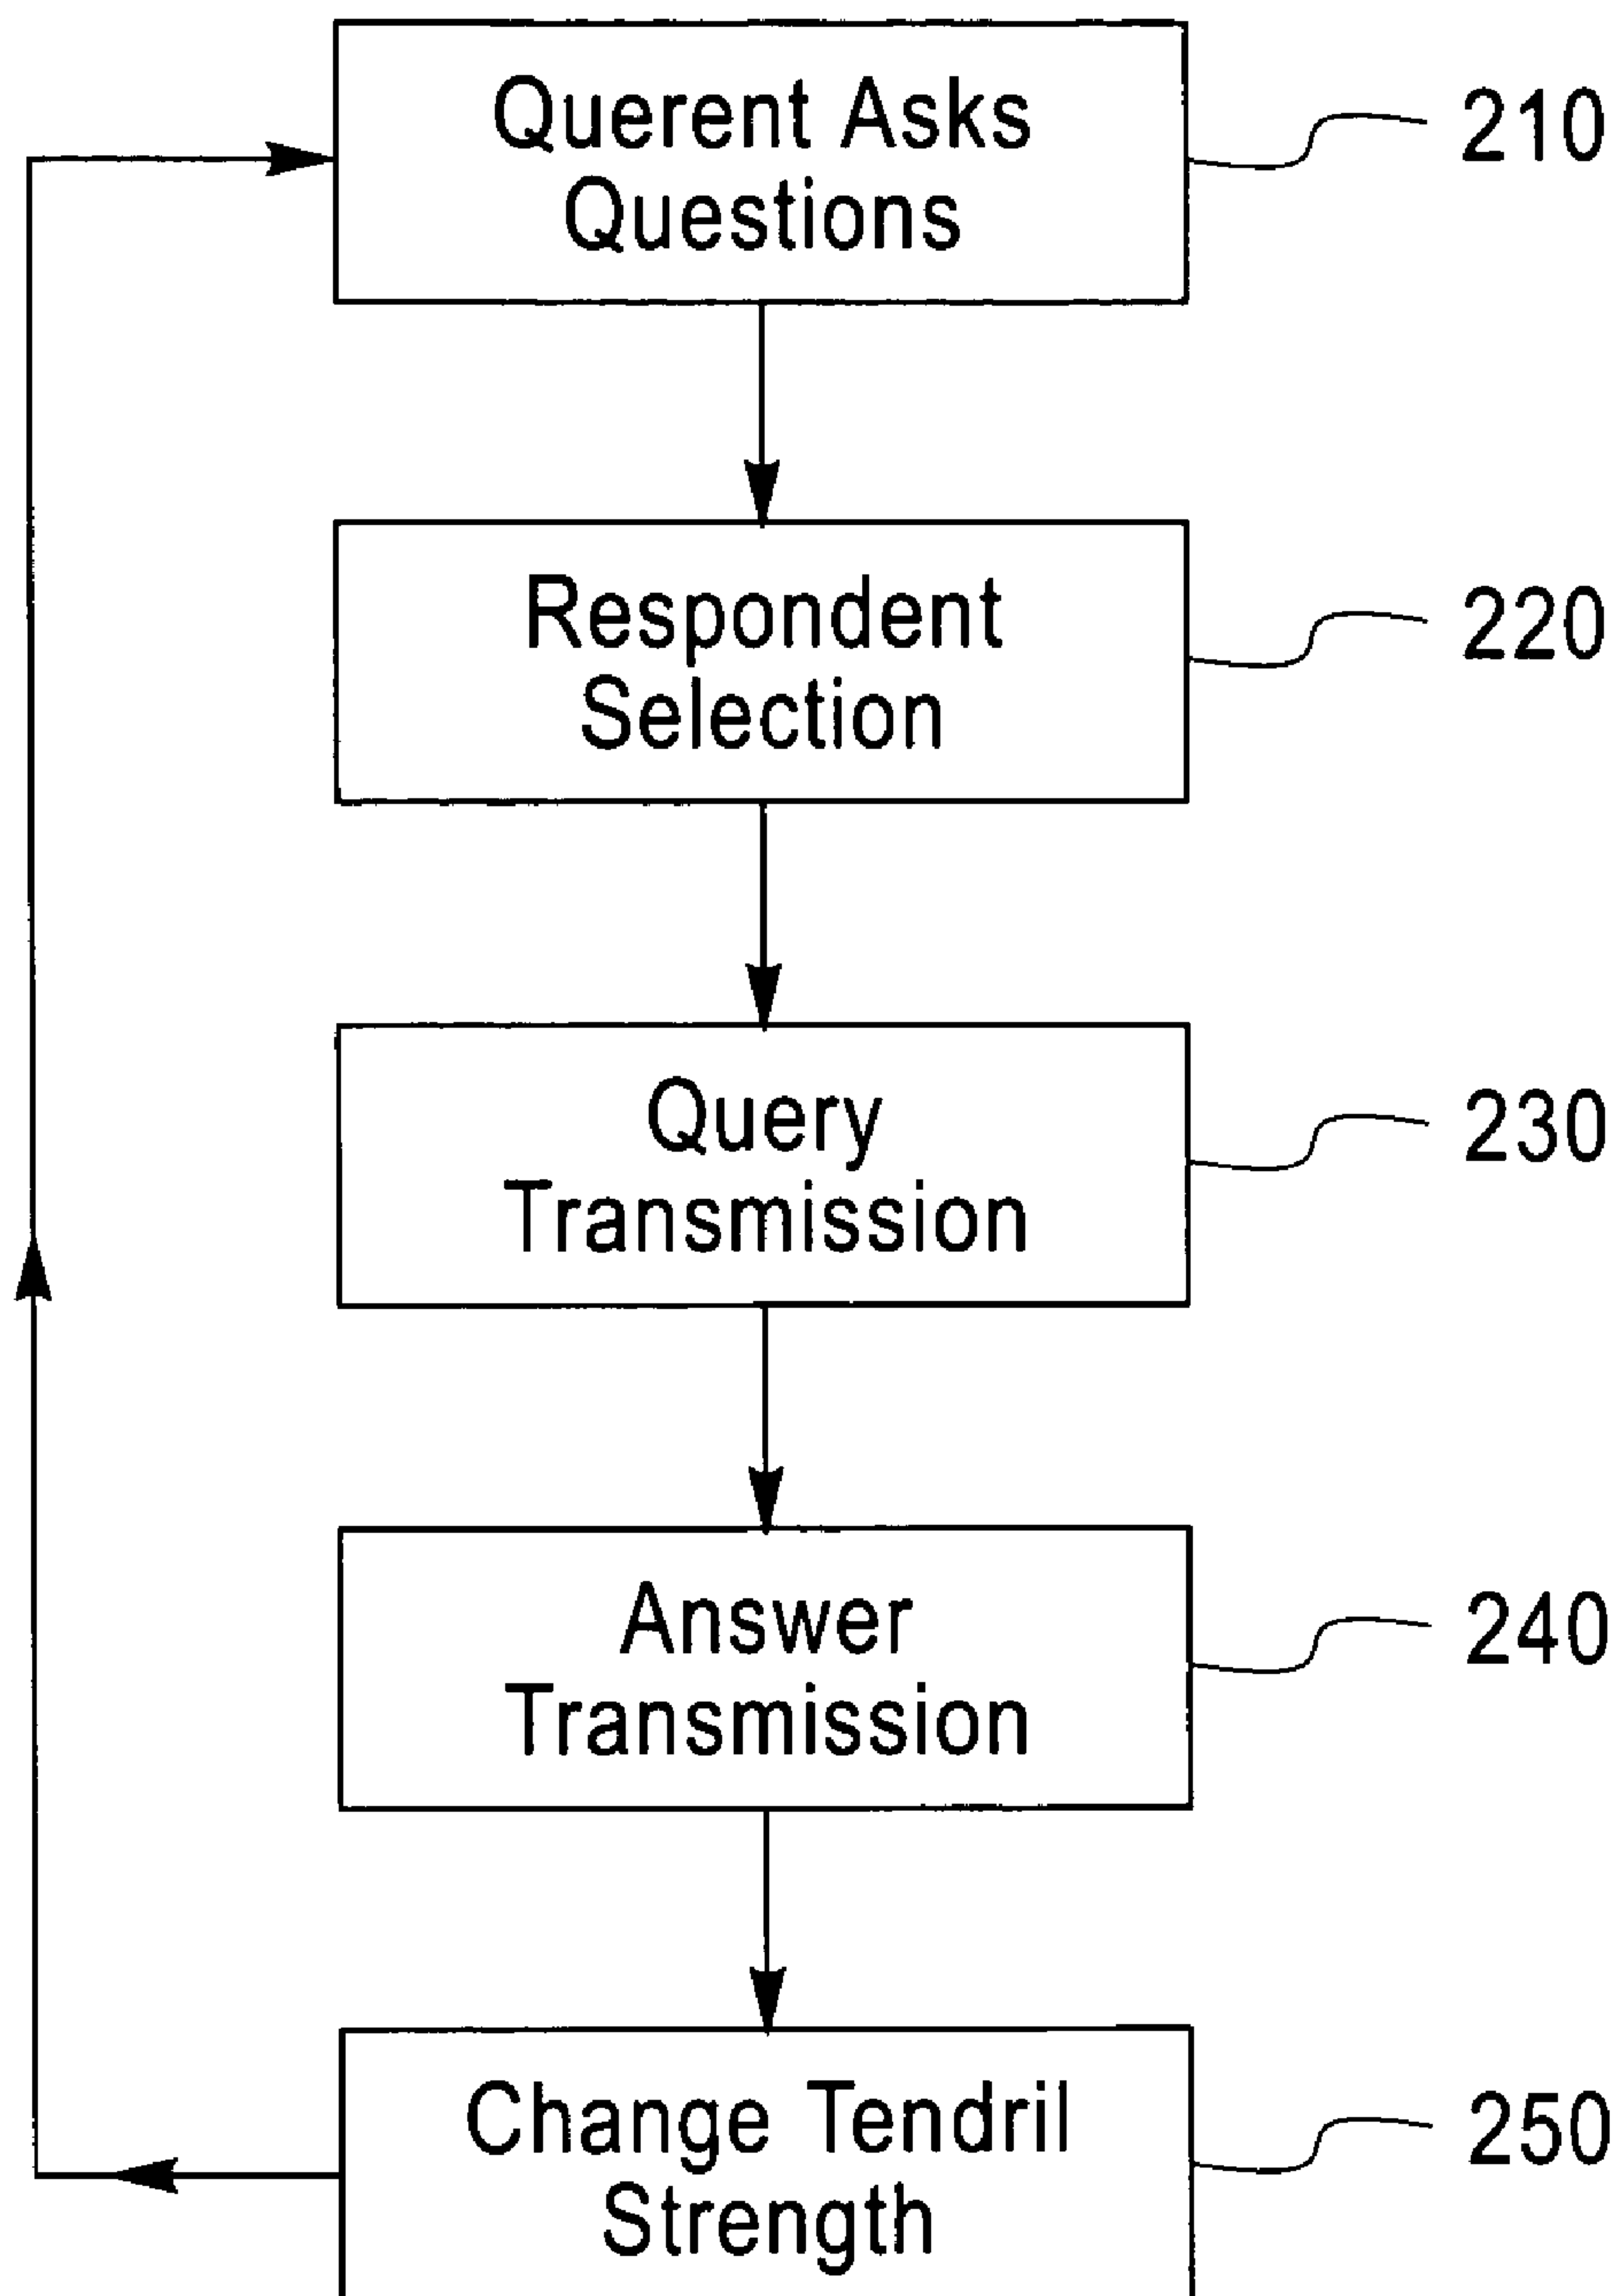 Querent Asks
Questions
210
Respondent
Selection
220
Query
Transmission
230
Answer
Transmission
240
Change Tendril
Strength
250